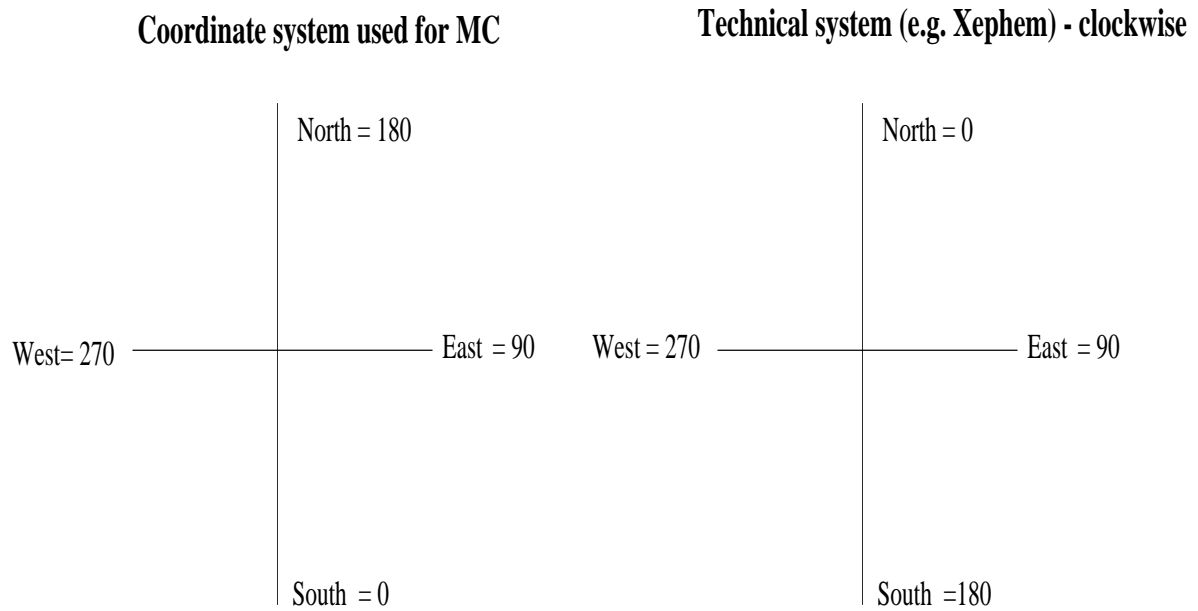 Coordinate system used for MC
Technical system (e.g. Xephem) - clockwise
North = 180
North = 0
West= 270
East = 90
West = 270
East = 90
South = 0
South =180